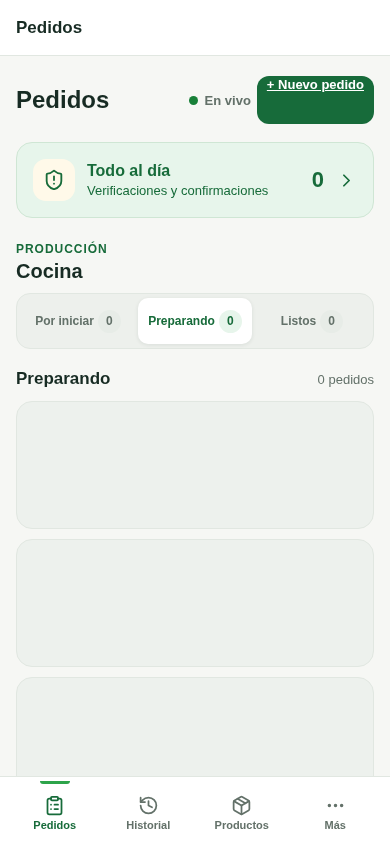 Pedidos
Pedidos
En vivo
+ Nuevo pedido
Todo al día
Verificaciones y confirmaciones
0
PRODUCCIÓN
Cocina
Por iniciar 0
Preparando 0
Listos 0
Preparando
0 pedidos
Pedidos
Historial
Productos
Más